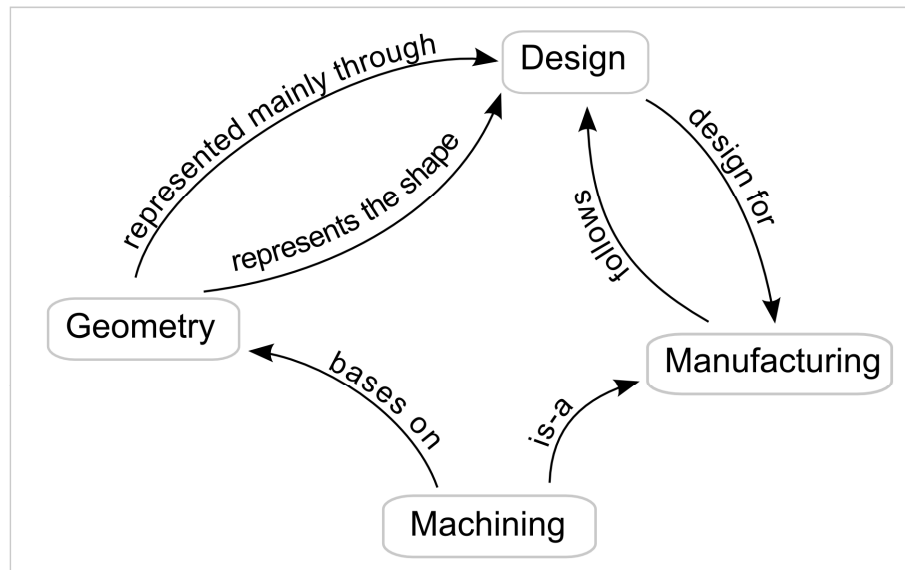 Design
represented mainly through
represents the shape
design for
follows
Geometry
Manufacturing
bases on
is-a
Machining